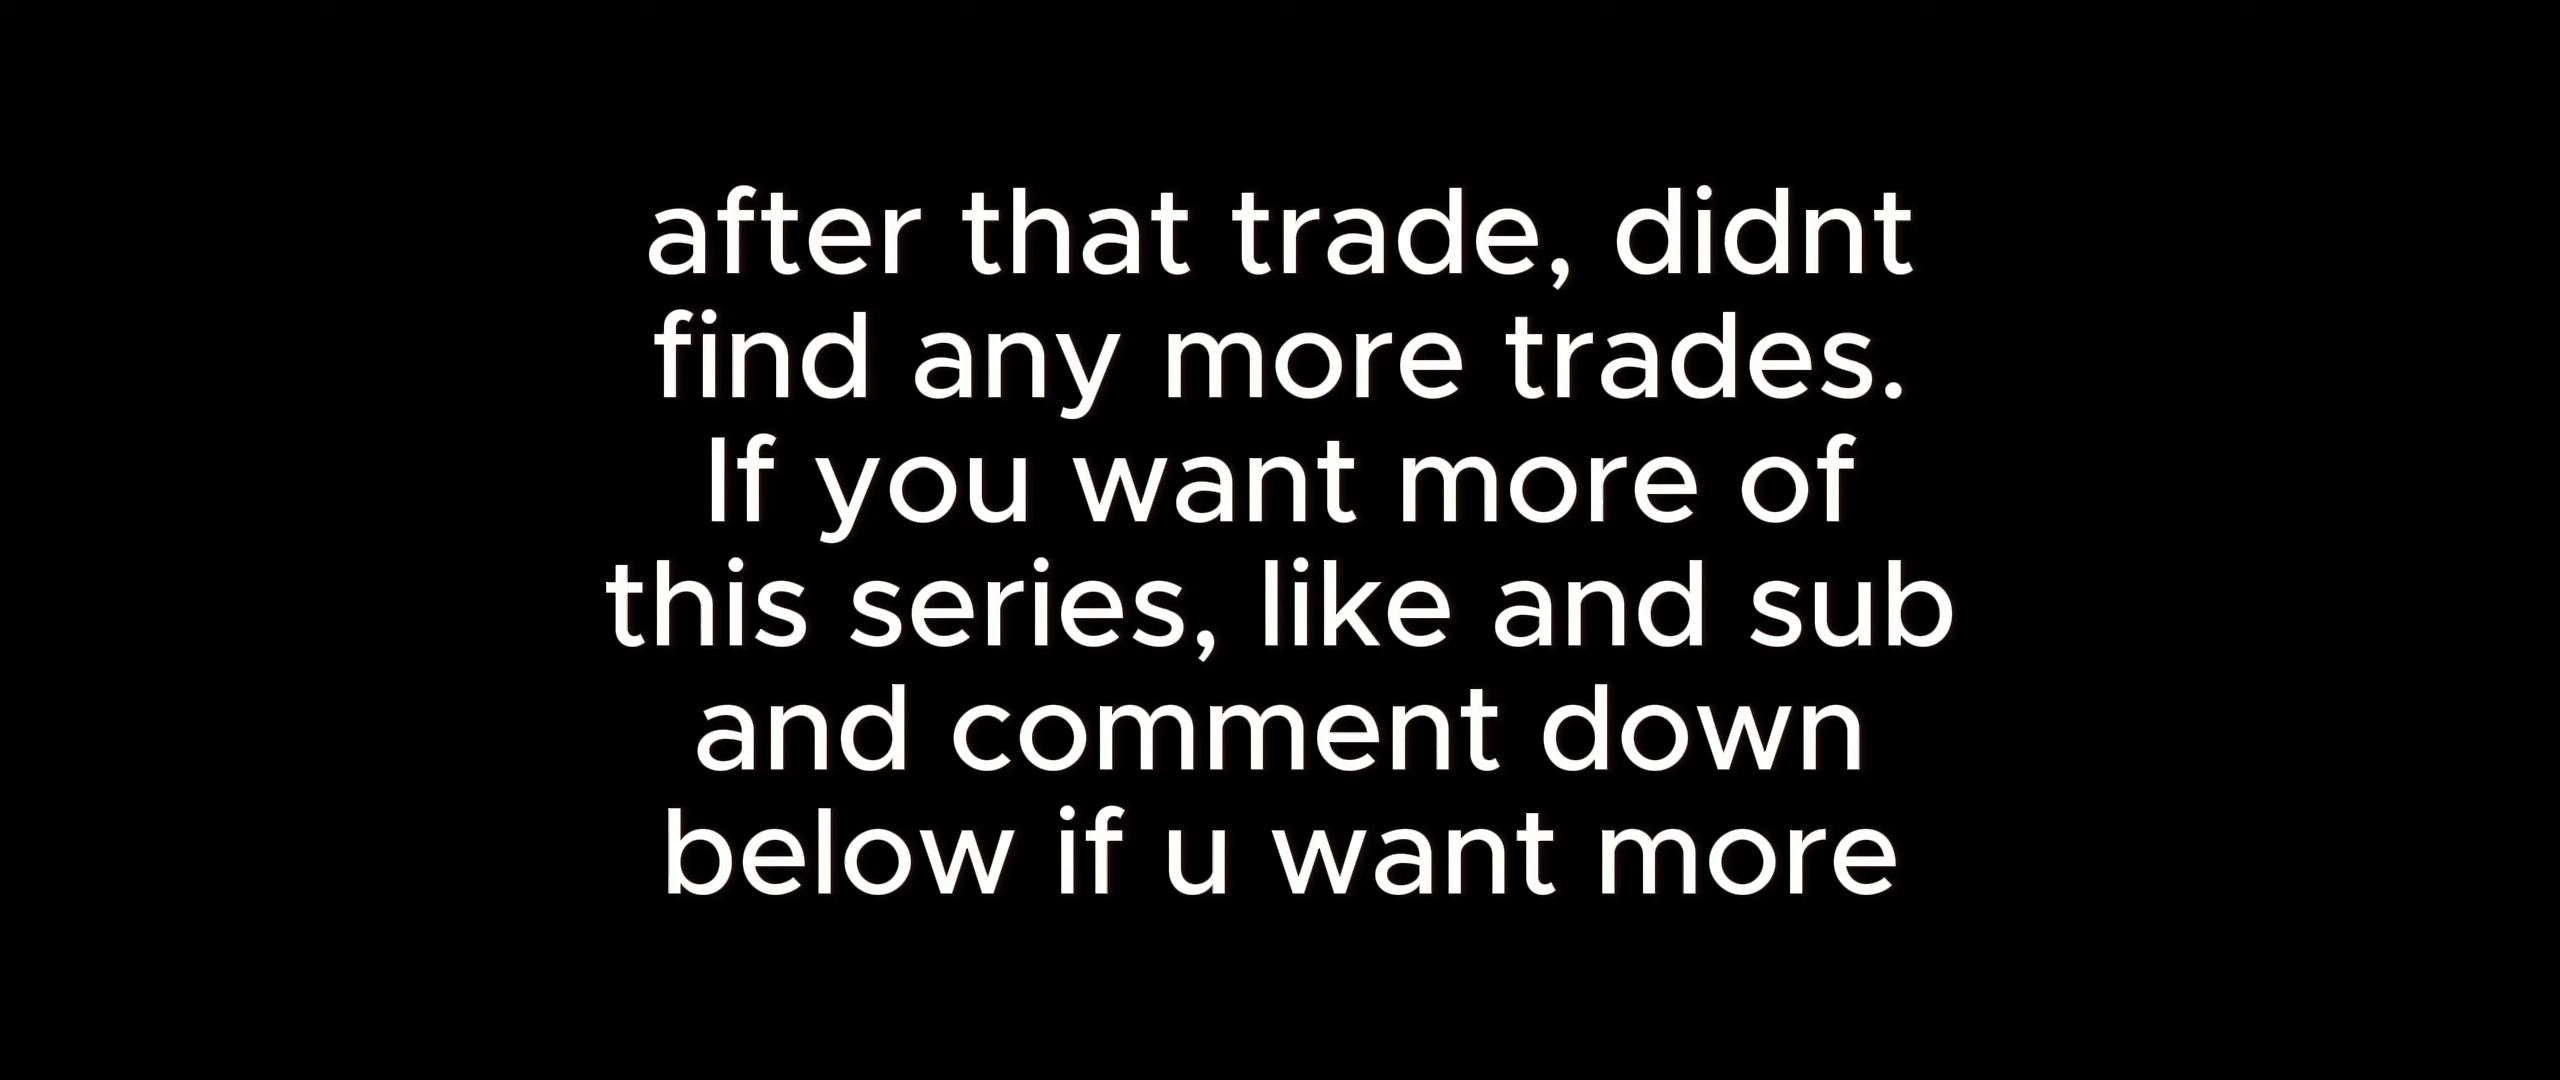 after that trade, didnt
find any more trades.
If you want more of
this series, like and sub
and comment down
below if u want more